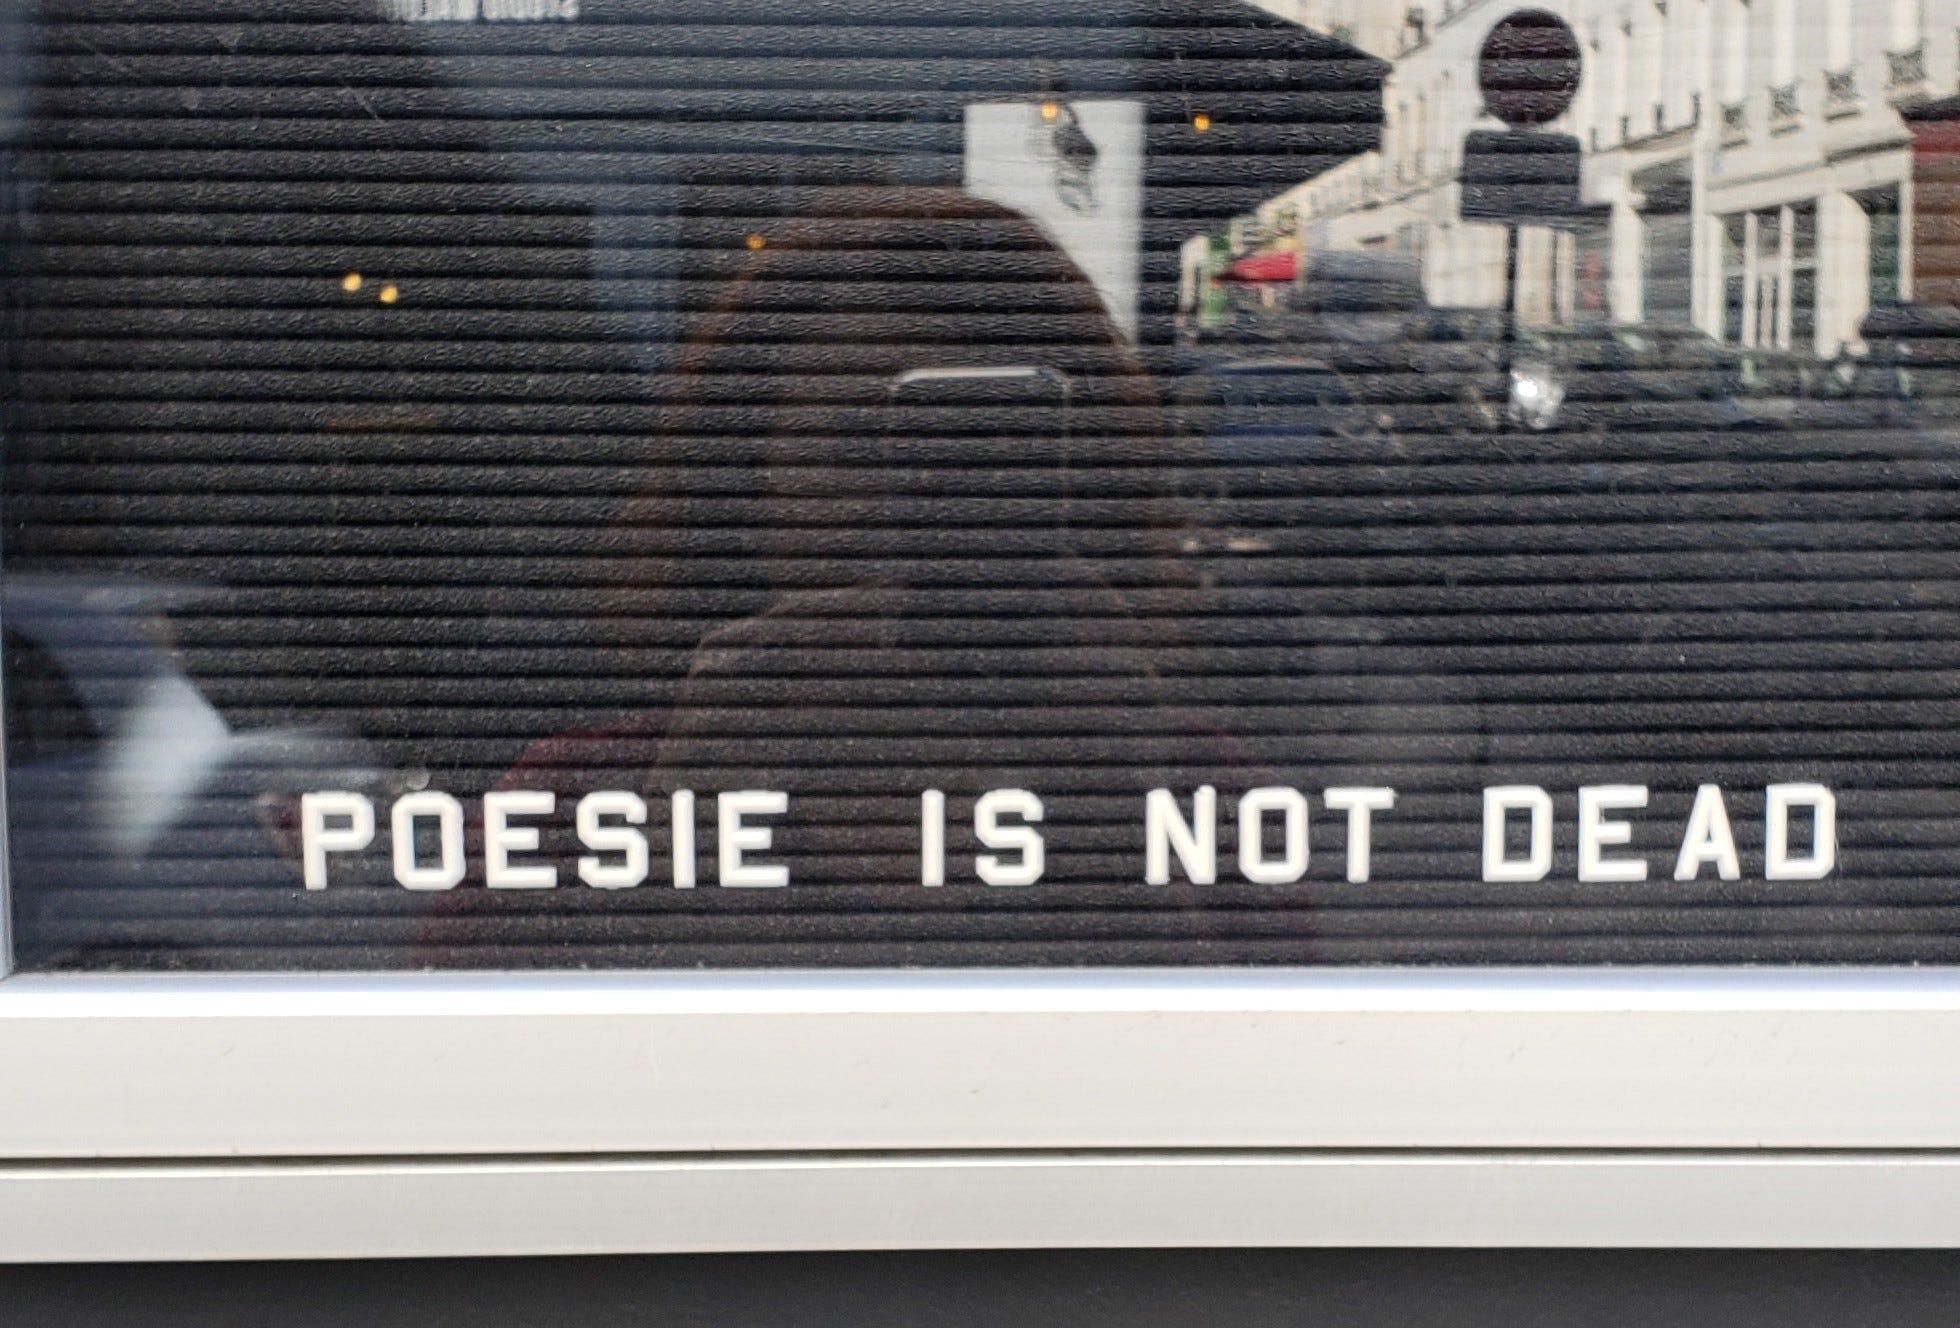 POESIE IS NOT DEAD